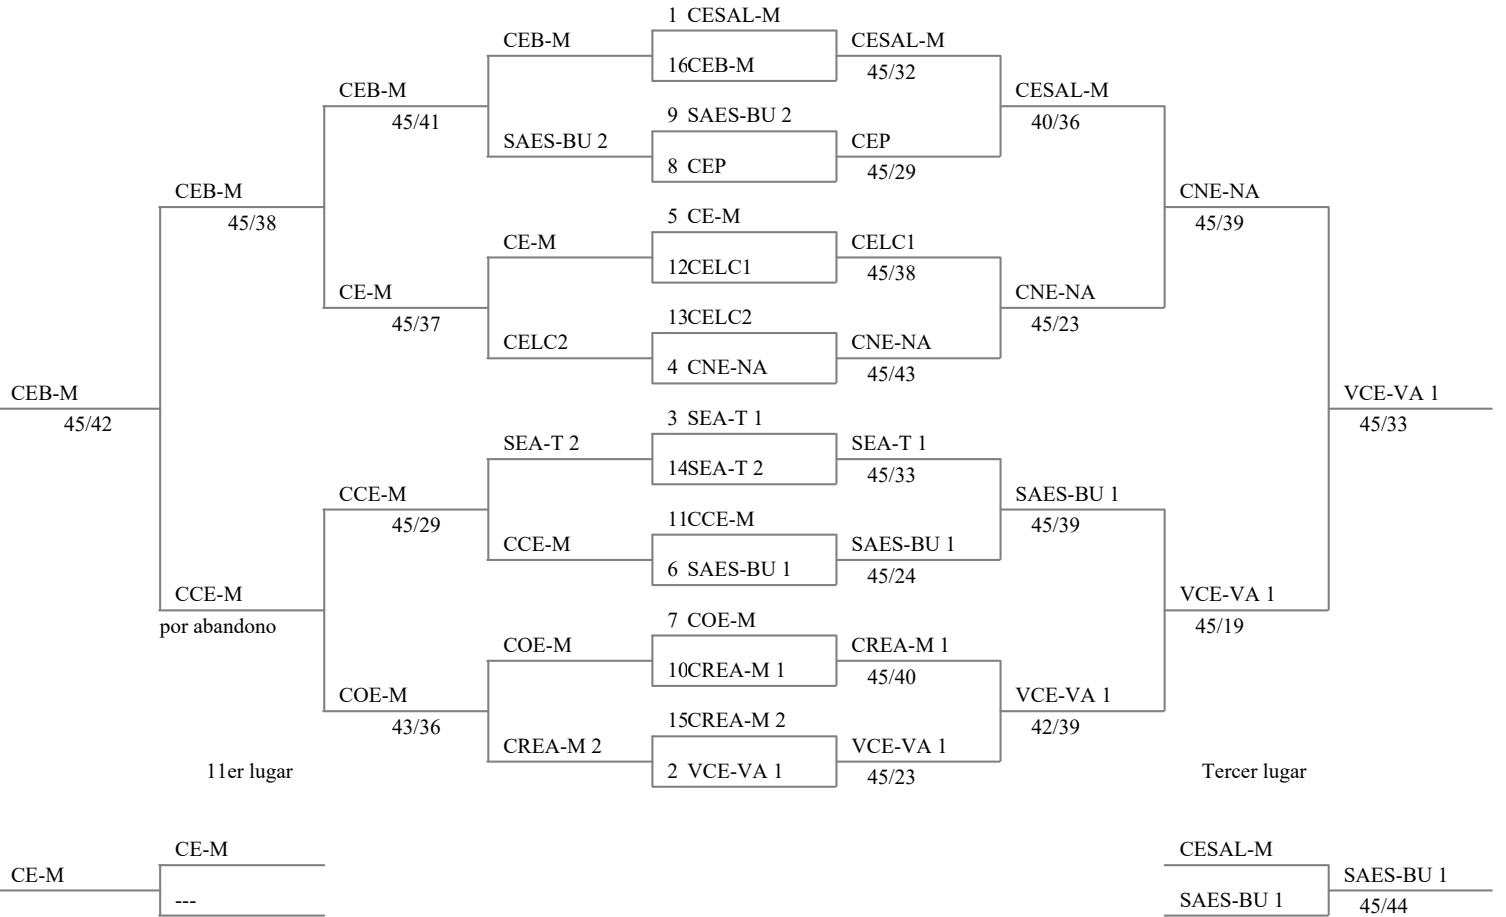 1 CESAL-M
CEB-M
CESAL-M
16CEB-M
45/32
CEB-M
CESAL-M
45/41
9 SAES-BU 2
40/36
SAES-BU 2
CEP
8 CEP
45/29
CEB-M
CNE-NA
45/38
5 CE-M
45/39
CE-M
CELC1
12CELC1
45/38
CE-M
CNE-NA
45/37
13CELC2
45/23
CELC2
CNE-NA
4 CNE-NA
45/43
CEB-M
VCE-VA 1
45/42
3 SEA-T 1
45/33
SEA-T 2
SEA-T 1
14SEA-T 2
45/33
CCE-M
SAES-BU 1
45/29
11CCE-M
45/39
CCE-M
SAES-BU 1
6 SAES-BU 1
45/24
CCE-M
VCE-VA 1
por abandono
7 COE-M
45/19
COE-M
CREA-M 1
10CREA-M 1
45/40
COE-M
VCE-VA 1
43/36
15CREA-M 2
42/39
CREA-M 2
VCE-VA 1
11er lugar
2 VCE-VA 1
45/23
Tercer lugar
CE-M
CESAL-M
CE-M
SAES-BU 1
---
SAES-BU 1
45/44